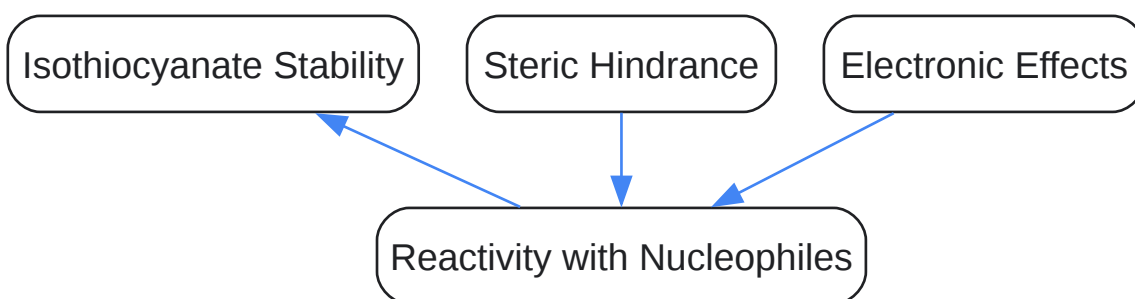 Isothiocyanate Stability
Steric Hindrance
Electronic Effects
Reactivity with Nucleophiles